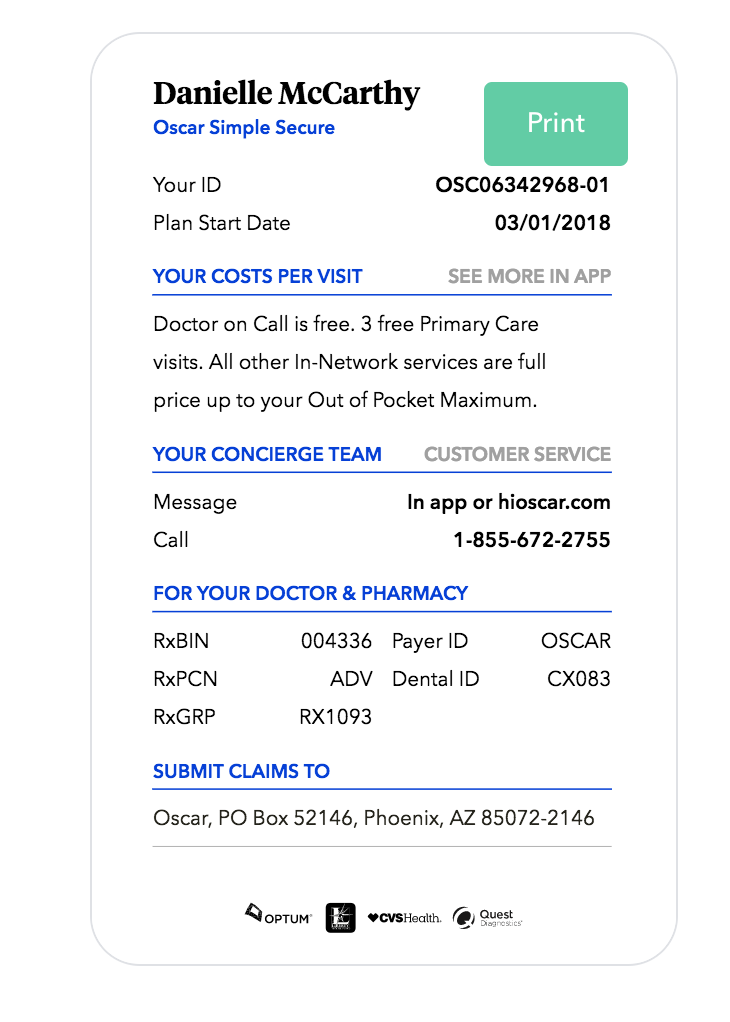 Danielle McCarthy
Print
Oscar Simple Secure
Your ID OSC06342968-01
Plan Start Date 03/01/2018
YOUR COSTS PER VISIT SEE MORE IN APP
Doctor on Call is free. 3 free Primary Care
visits. All other In-Network services are full
price up to your Out of Pocket Maximum.
YOUR CONCIERGE TEAM CUSTOMER SERVICE
Message In app or hioscar.com
Call 1-855-672-2755
FOR YOUR DOCTOR & PHARMACY
RxBIN 004336 Payer ID OSCAR
RxPCN ADV Dental ID CX083
RxGRP RX1093
SUBMIT CLAIMS TO
Oscar, PO Box 52146, Phoenix, AZ 85072-2146
OPTUM® L CVSHealth. Quest
Diagnostics®